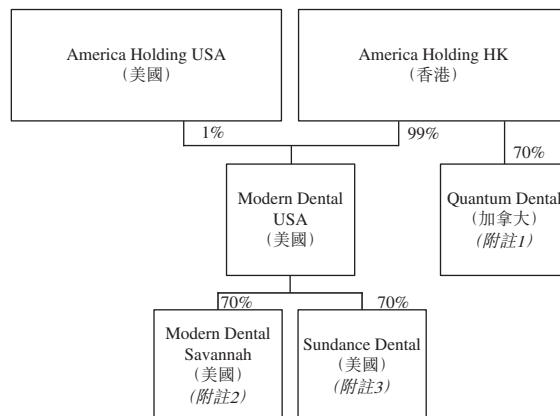 America Holding USA
（美國）
America Holding HK
（香港）
1%
99%
70%
Modern Dental
USA
（美國）
Quantum Dental
（加拿大）
（附註1）
70%
70%
Modern Dental
Savannah
（美國）
（附註2）
Sundance Dental
（美國）
（附註3）